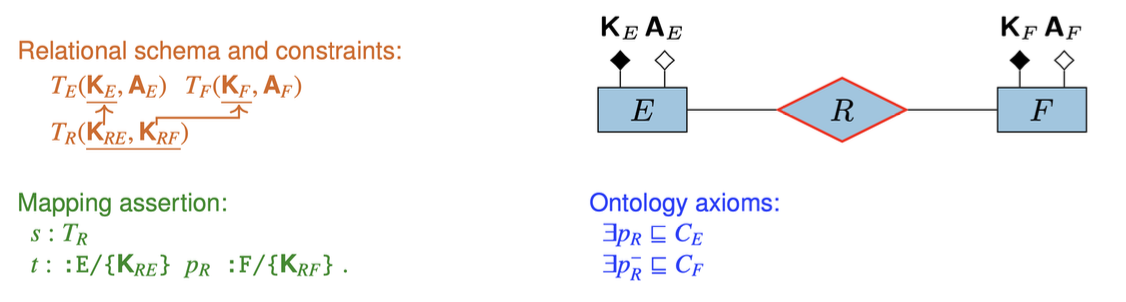 Relational schema and constraints:
T_E(K_E, A_E) T_F(K_F, A_F)
T_R(K_RE, K_RF)
K_E A_E
K_F A_F
E
R
F
Mapping assertion:
s : T_R
t : :E/{K_RE} p_R :F/{K_RF} .
Ontology axioms:
∃p_R ⊑ C_E
∃p_R⁻ ⊑ C_F